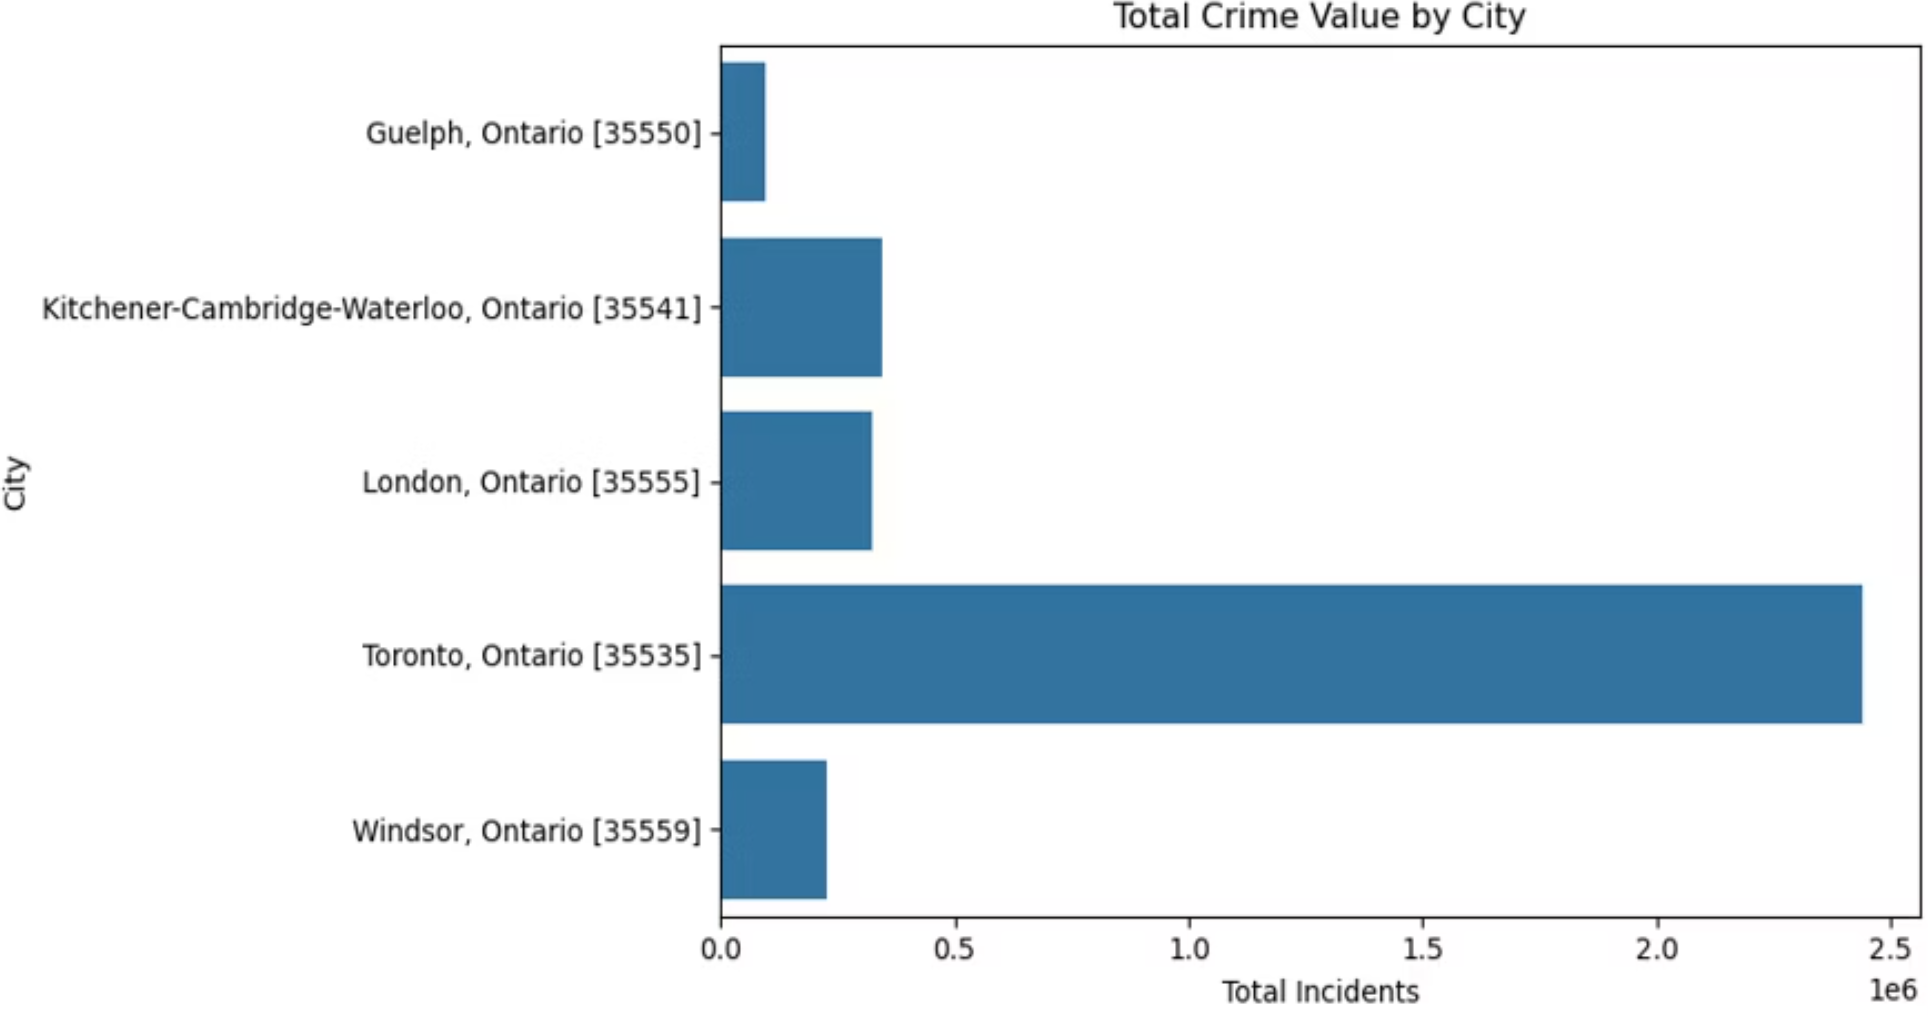 Total Crime Value by City
Guelph, Ontario [35550]
Kitchener-Cambridge-Waterloo, Ontario [35541]
London, Ontario [35555]
Toronto, Ontario [35535]
Windsor, Ontario [35559]
City
0.0 0.5 1.0 1.5 2.0 2.5
1e6
Total Incidents